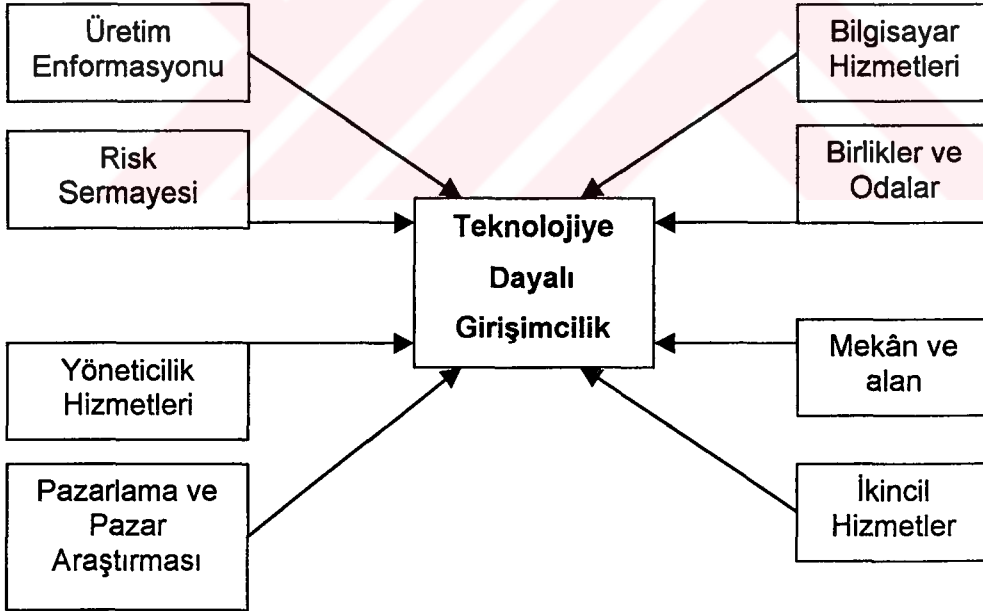 Üretim
Enformasyonu
Risk
Sermayesi
Yöneticilik
Hizmetleri
Pazarlama ve
Pazar
Araştırması
Teknolojiye
Dayalı
Girişimcilik
Bilgisayar
Hizmetleri
Birlikler ve
Odalar
Mekân ve
alan
İkincil
Hizmetler